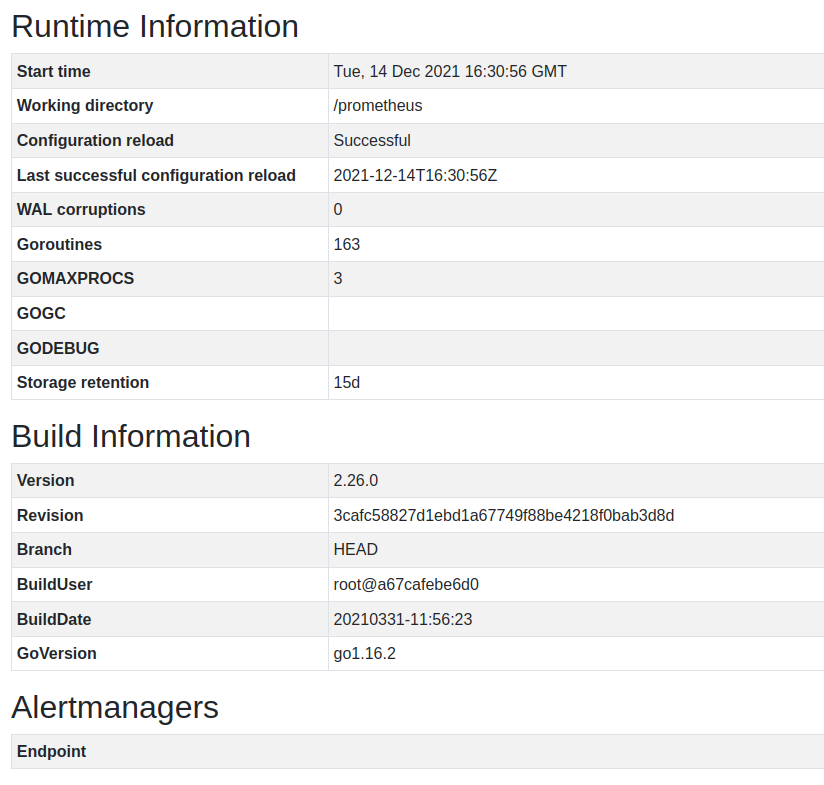 Runtime Information
Start time Tue, 14 Dec 2021 16:30:56 GMT
Working directory /prometheus
Configuration reload Successful
Last successful configuration reload 2021-12-14T16:30:56Z
WAL corruptions 0
Goroutines 163
GOMAXPROCS 3
GOGC
GODEBUG
Storage retention 15d
Build Information
Version 2.26.0
Revision 3cafc58827d1ebd1a67749f88be4218f0bab3d8d
Branch HEAD
BuildUser root@a67cafebe6d0
BuildDate 20210331-11:56:23
GoVersion go1.16.2
Alertmanagers
Endpoint